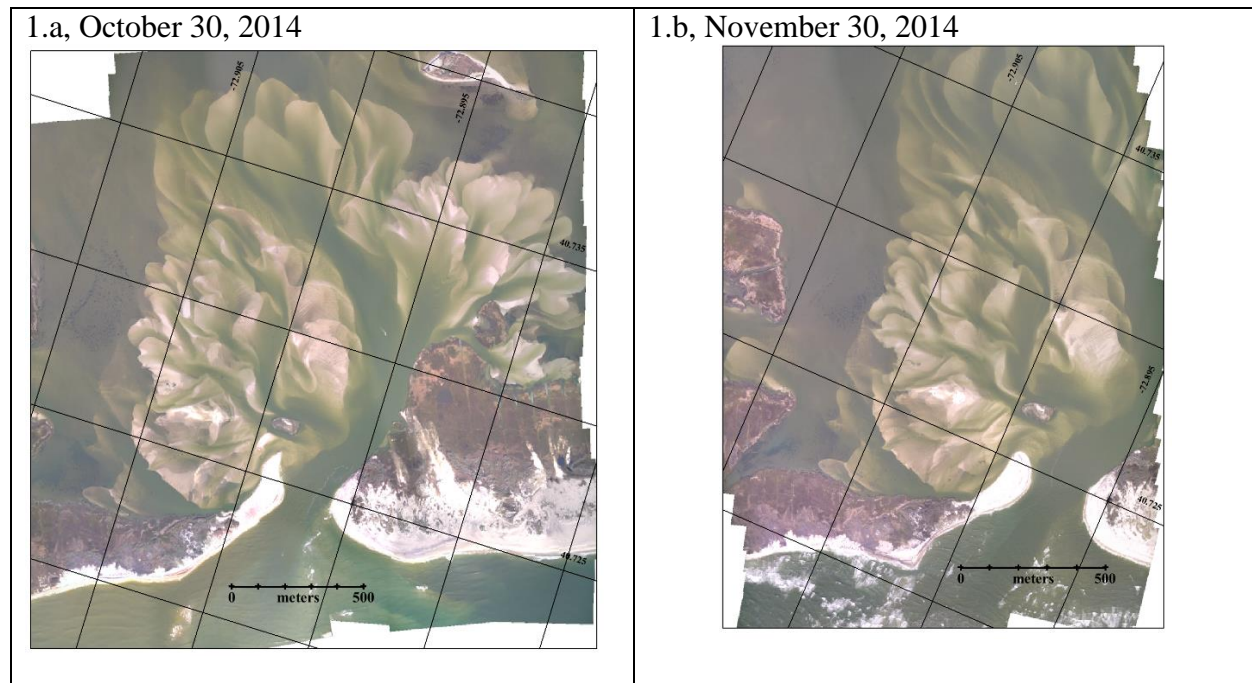 1.a, October 30, 2014
-72.905
-72.895
40.735
40.725
0 meters 500
1.b, November 30, 2014
-72.905
40.735
-72.895
40.725
0 meters 500